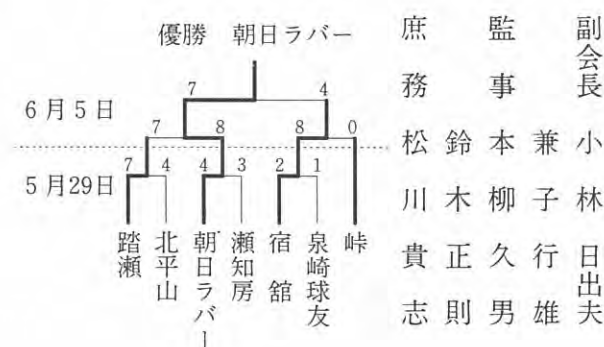 副会長 小林日出夫
兼子行雄
監事 本柳久男
鈴木正則
庶務 松川貴志
優勝 朝日ラバー
7 4
6月5日
7 8 8 0
5月29日
7 4 4 3 2 1
踏瀬
北平山
朝日ラバー
瀬知房
宿舘
泉崎球友
峠